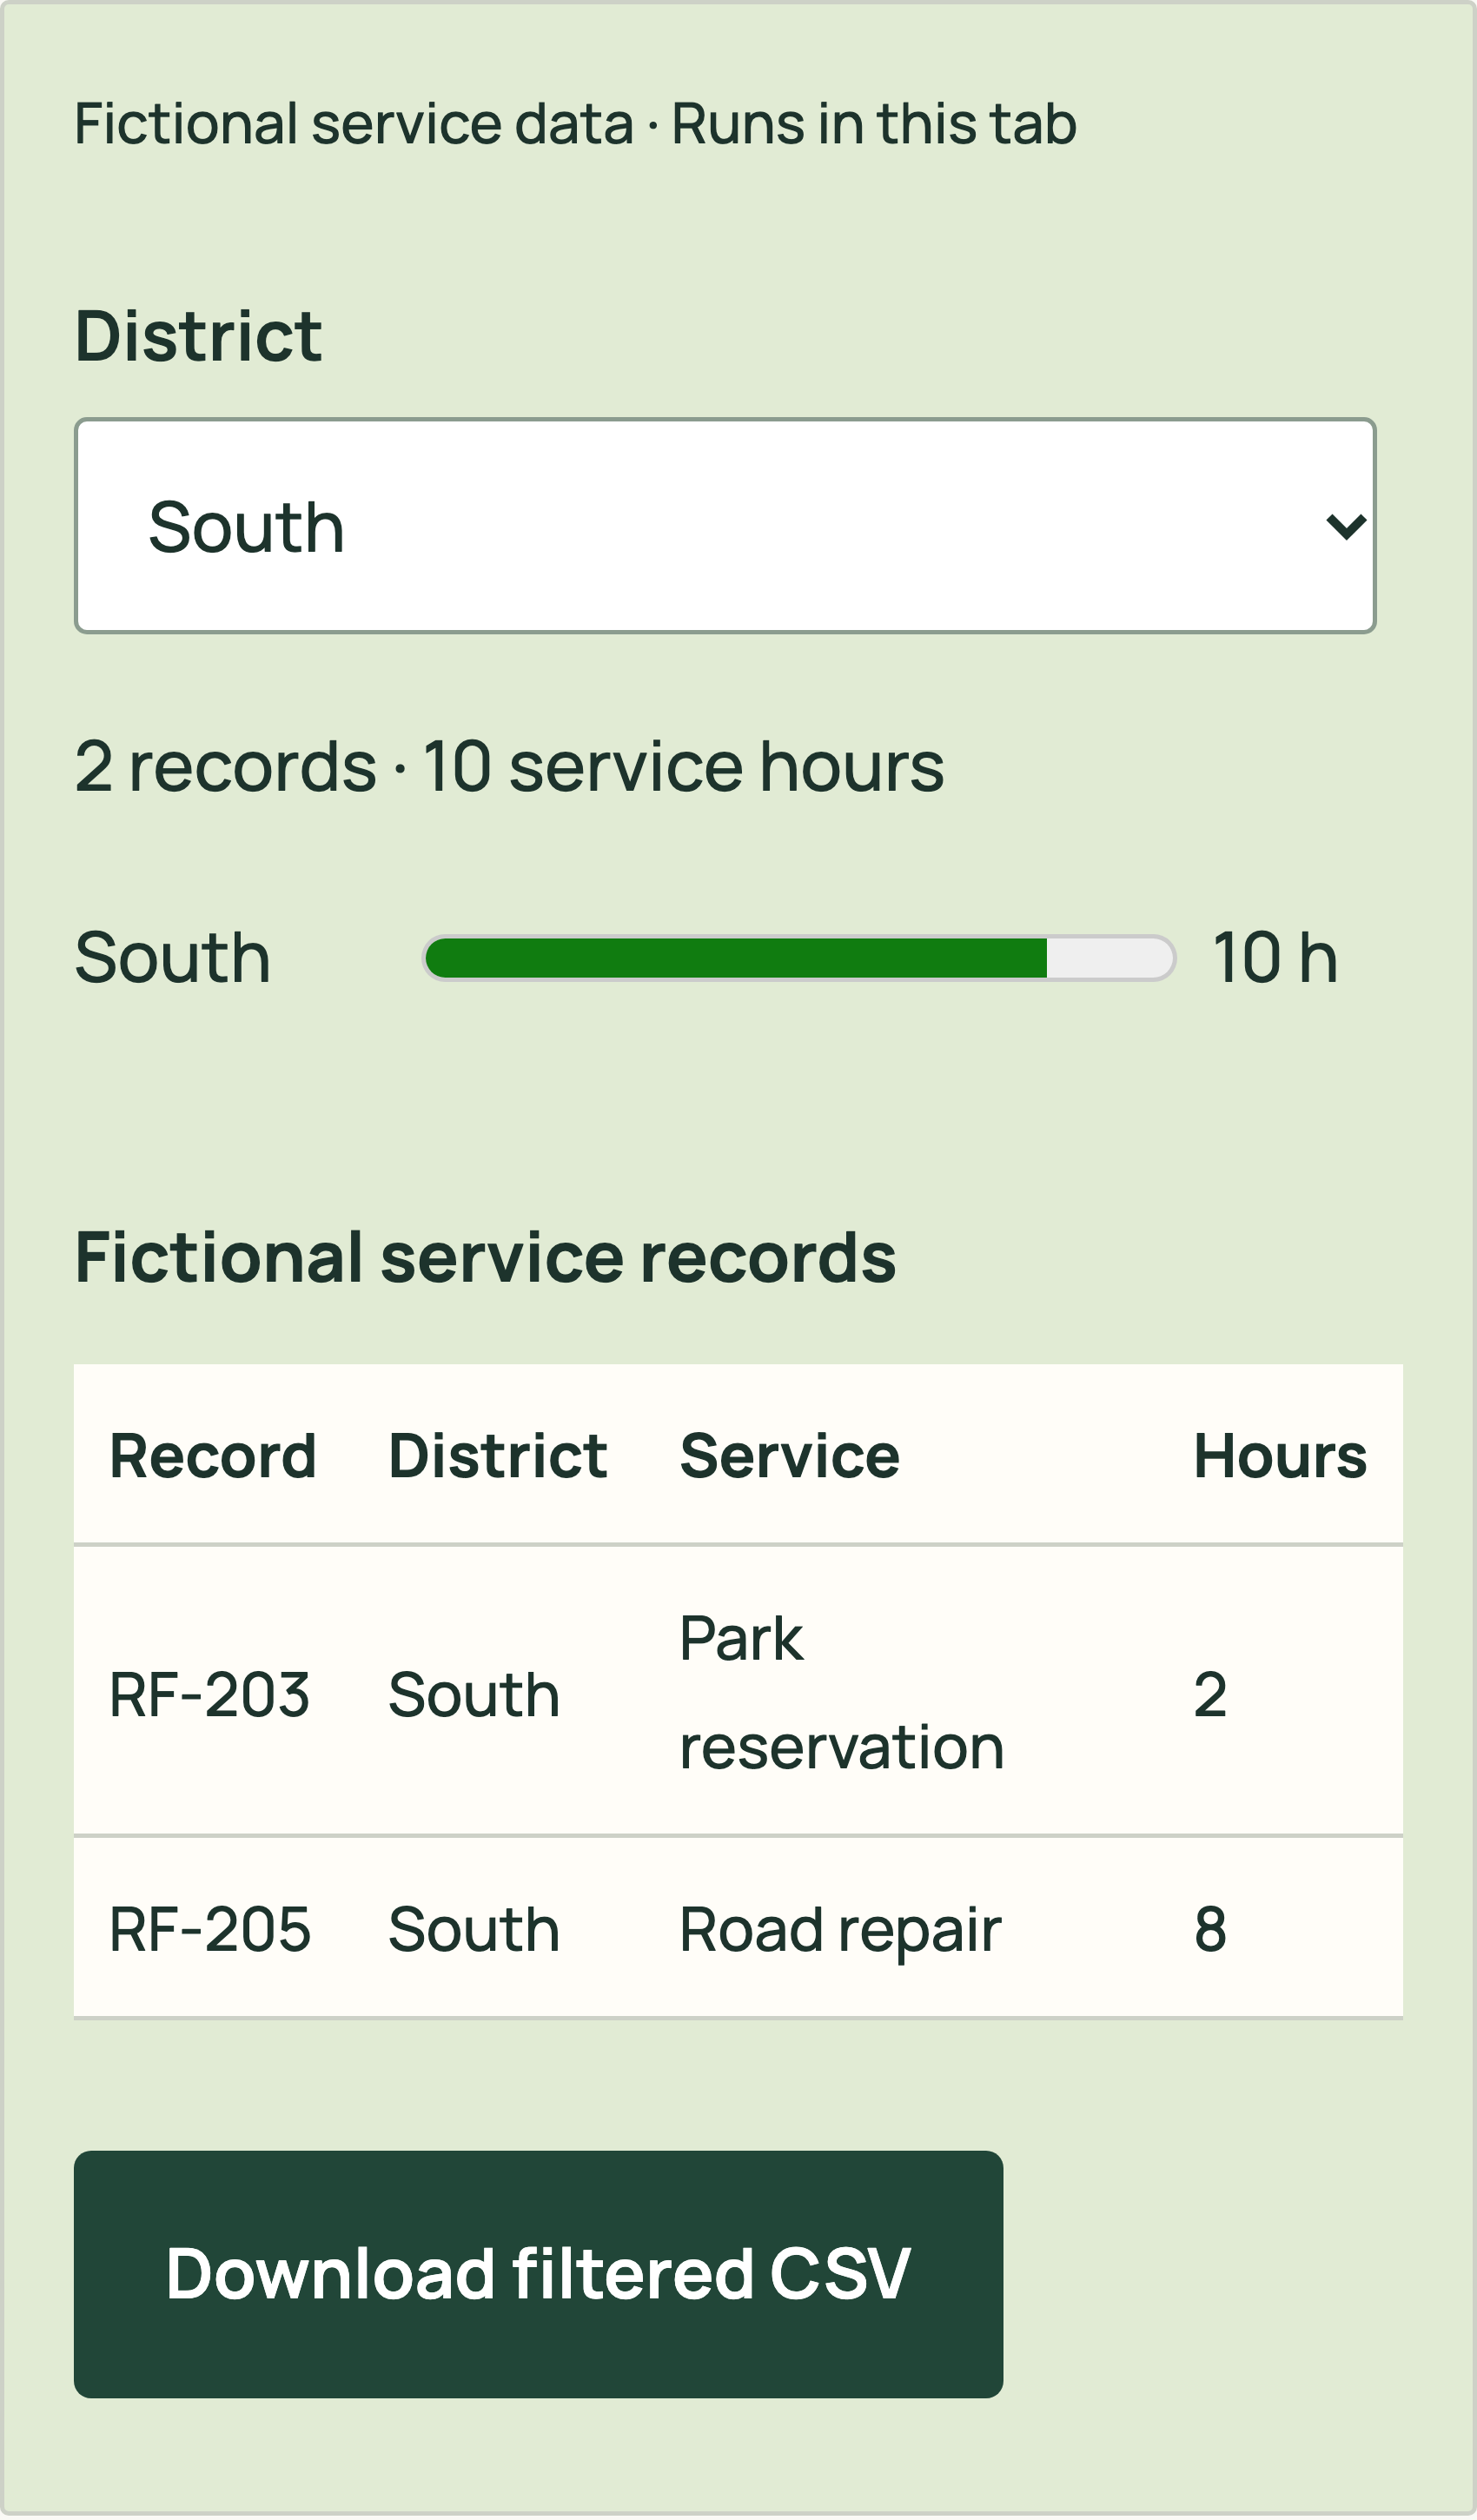 Fictional service data · Runs in this tab
District
South
2 records · 10 service hours
South 10 h
Fictional service records
Record District Service Hours
RF-203 South Park reservation 2
RF-205 South Road repair 8
Download filtered CSV